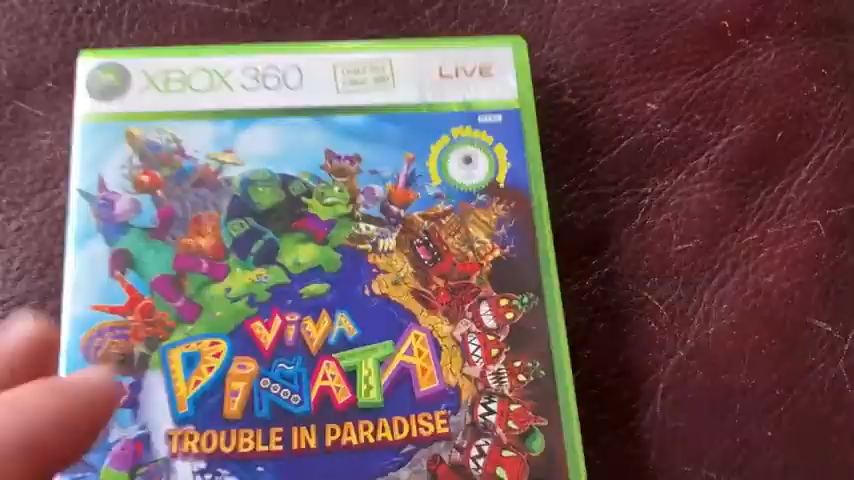 XBOX 360
LIVE
VIVA
PIÑATA
TROUBLE IN PARADISE